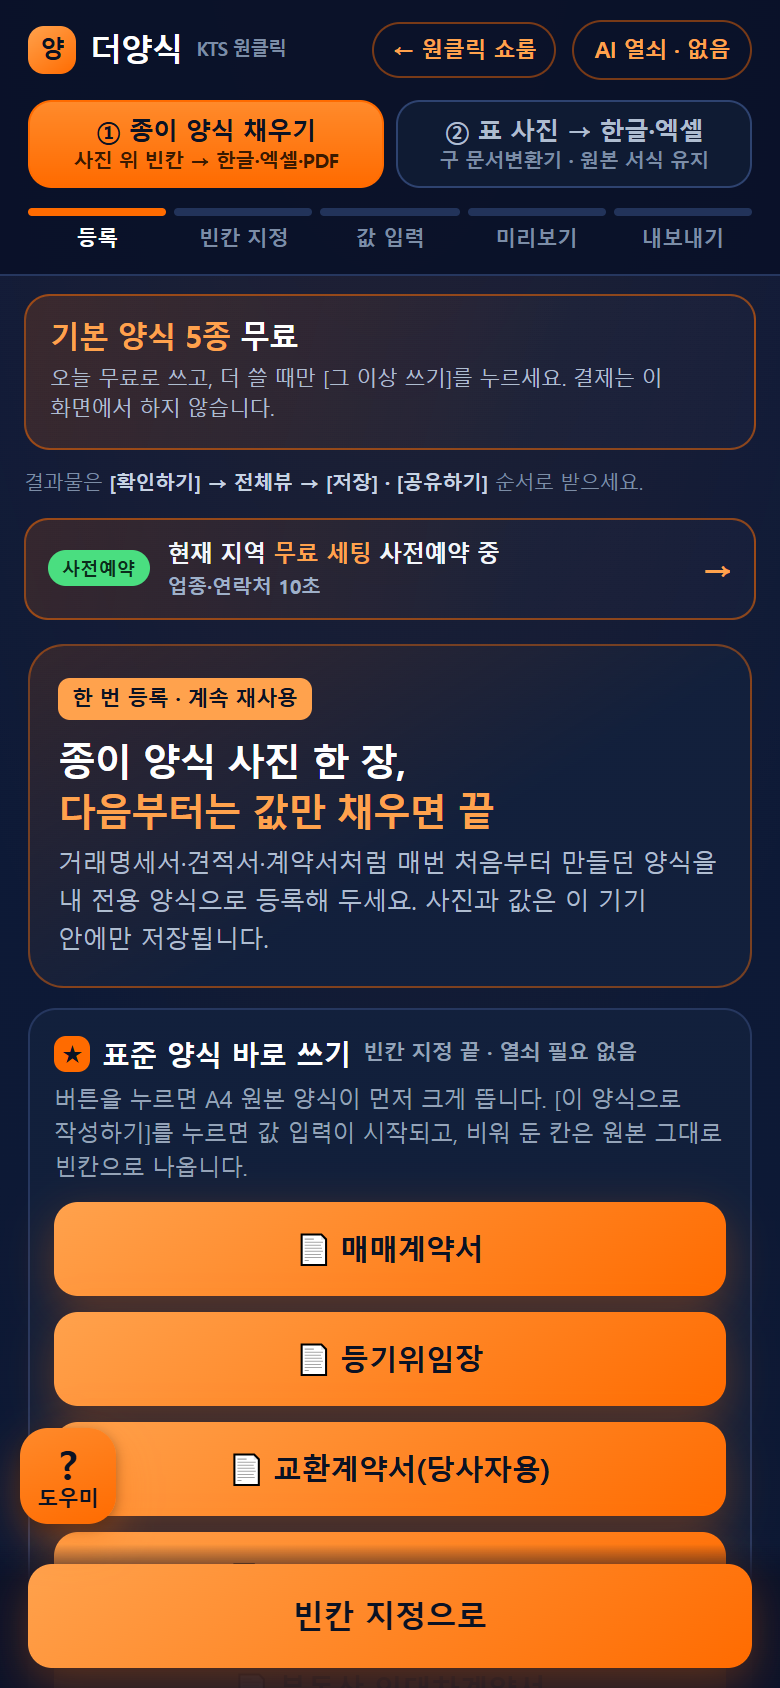 양 더양식 KTS 원클릭 ← 원클릭 쇼룸 AI 열쇠 · 없음
① 종이 양식 채우기
사진 위 빈칸 → 한글·엑셀·PDF
② 표 사진 → 한글·엑셀
구 문서변환기 · 원본 서식 유지
등록 빈칸 지정 값 입력 미리보기 내보내기
기본 양식 5종 무료
오늘 무료로 쓰고, 더 쓸 때만 [그 이상 쓰기]를 누르세요. 결제는 이
화면에서 하지 않습니다.
결과물은 [확인하기] → 전체뷰 → [저장] · [공유하기] 순서로 받으세요.
사전예약
현재 지역 무료 세팅 사전예약 중
업종·연락처 10초
→
한 번 등록 · 계속 재사용
종이 양식 사진 한 장,
다음부터는 값만 채우면 끝
거래명세서·견적서·계약서처럼 매번 처음부터 만들던 양식을
내 전용 양식으로 등록해 두세요. 사진과 값은 이 기기
안에만 저장됩니다.
★ 표준 양식 바로 쓰기 빈칸 지정 끝 · 열쇠 필요 없음
버튼을 누르면 A4 원본 양식이 먼저 크게 뜹니다. [이 양식으로
작성하기]를 누르면 값 입력이 시작되고, 비워 둔 칸은 원본 그대로
빈칸으로 나옵니다.
매매계약서
등기위임장
교환계약서(당사자용)
?
도우미
빈칸 지정으로